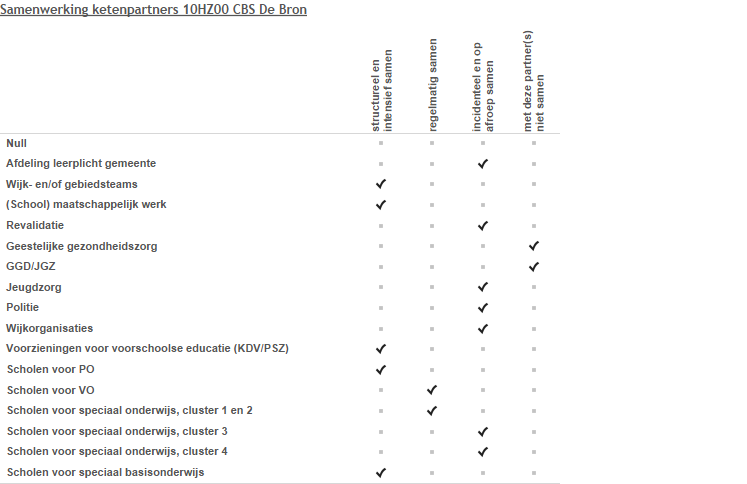 Samenwerking ketenpartners 10HZ00 CBS De Bron
structureel en
intensief samen
regelmatig samen
incidenteel en op
afroep samen
met deze partner(s)
niet samen
Null
Afdeling leerplicht gemeente
Wijk- en/of gebiedsteams
(School) maatschappelijk werk
Revalidatie
Geestelijke gezondheidszorg
GGD/JGZ
Jeugdzorg
Politie
Wijkorganisaties
Voorzieningen voor voorschoolse educatie (KDV/PSZ)
Scholen voor PO
Scholen voor VO
Scholen voor speciaal onderwijs, cluster 1 en 2
Scholen voor speciaal onderwijs, cluster 3
Scholen voor speciaal onderwijs, cluster 4
Scholen voor speciaal basisonderwijs